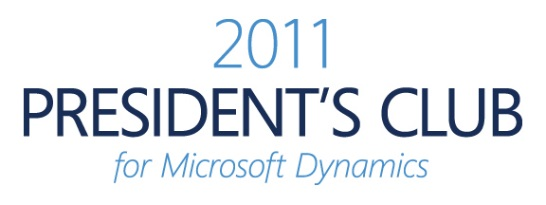 2011
PRESIDENT'S CLUB
for Microsoft Dynamics